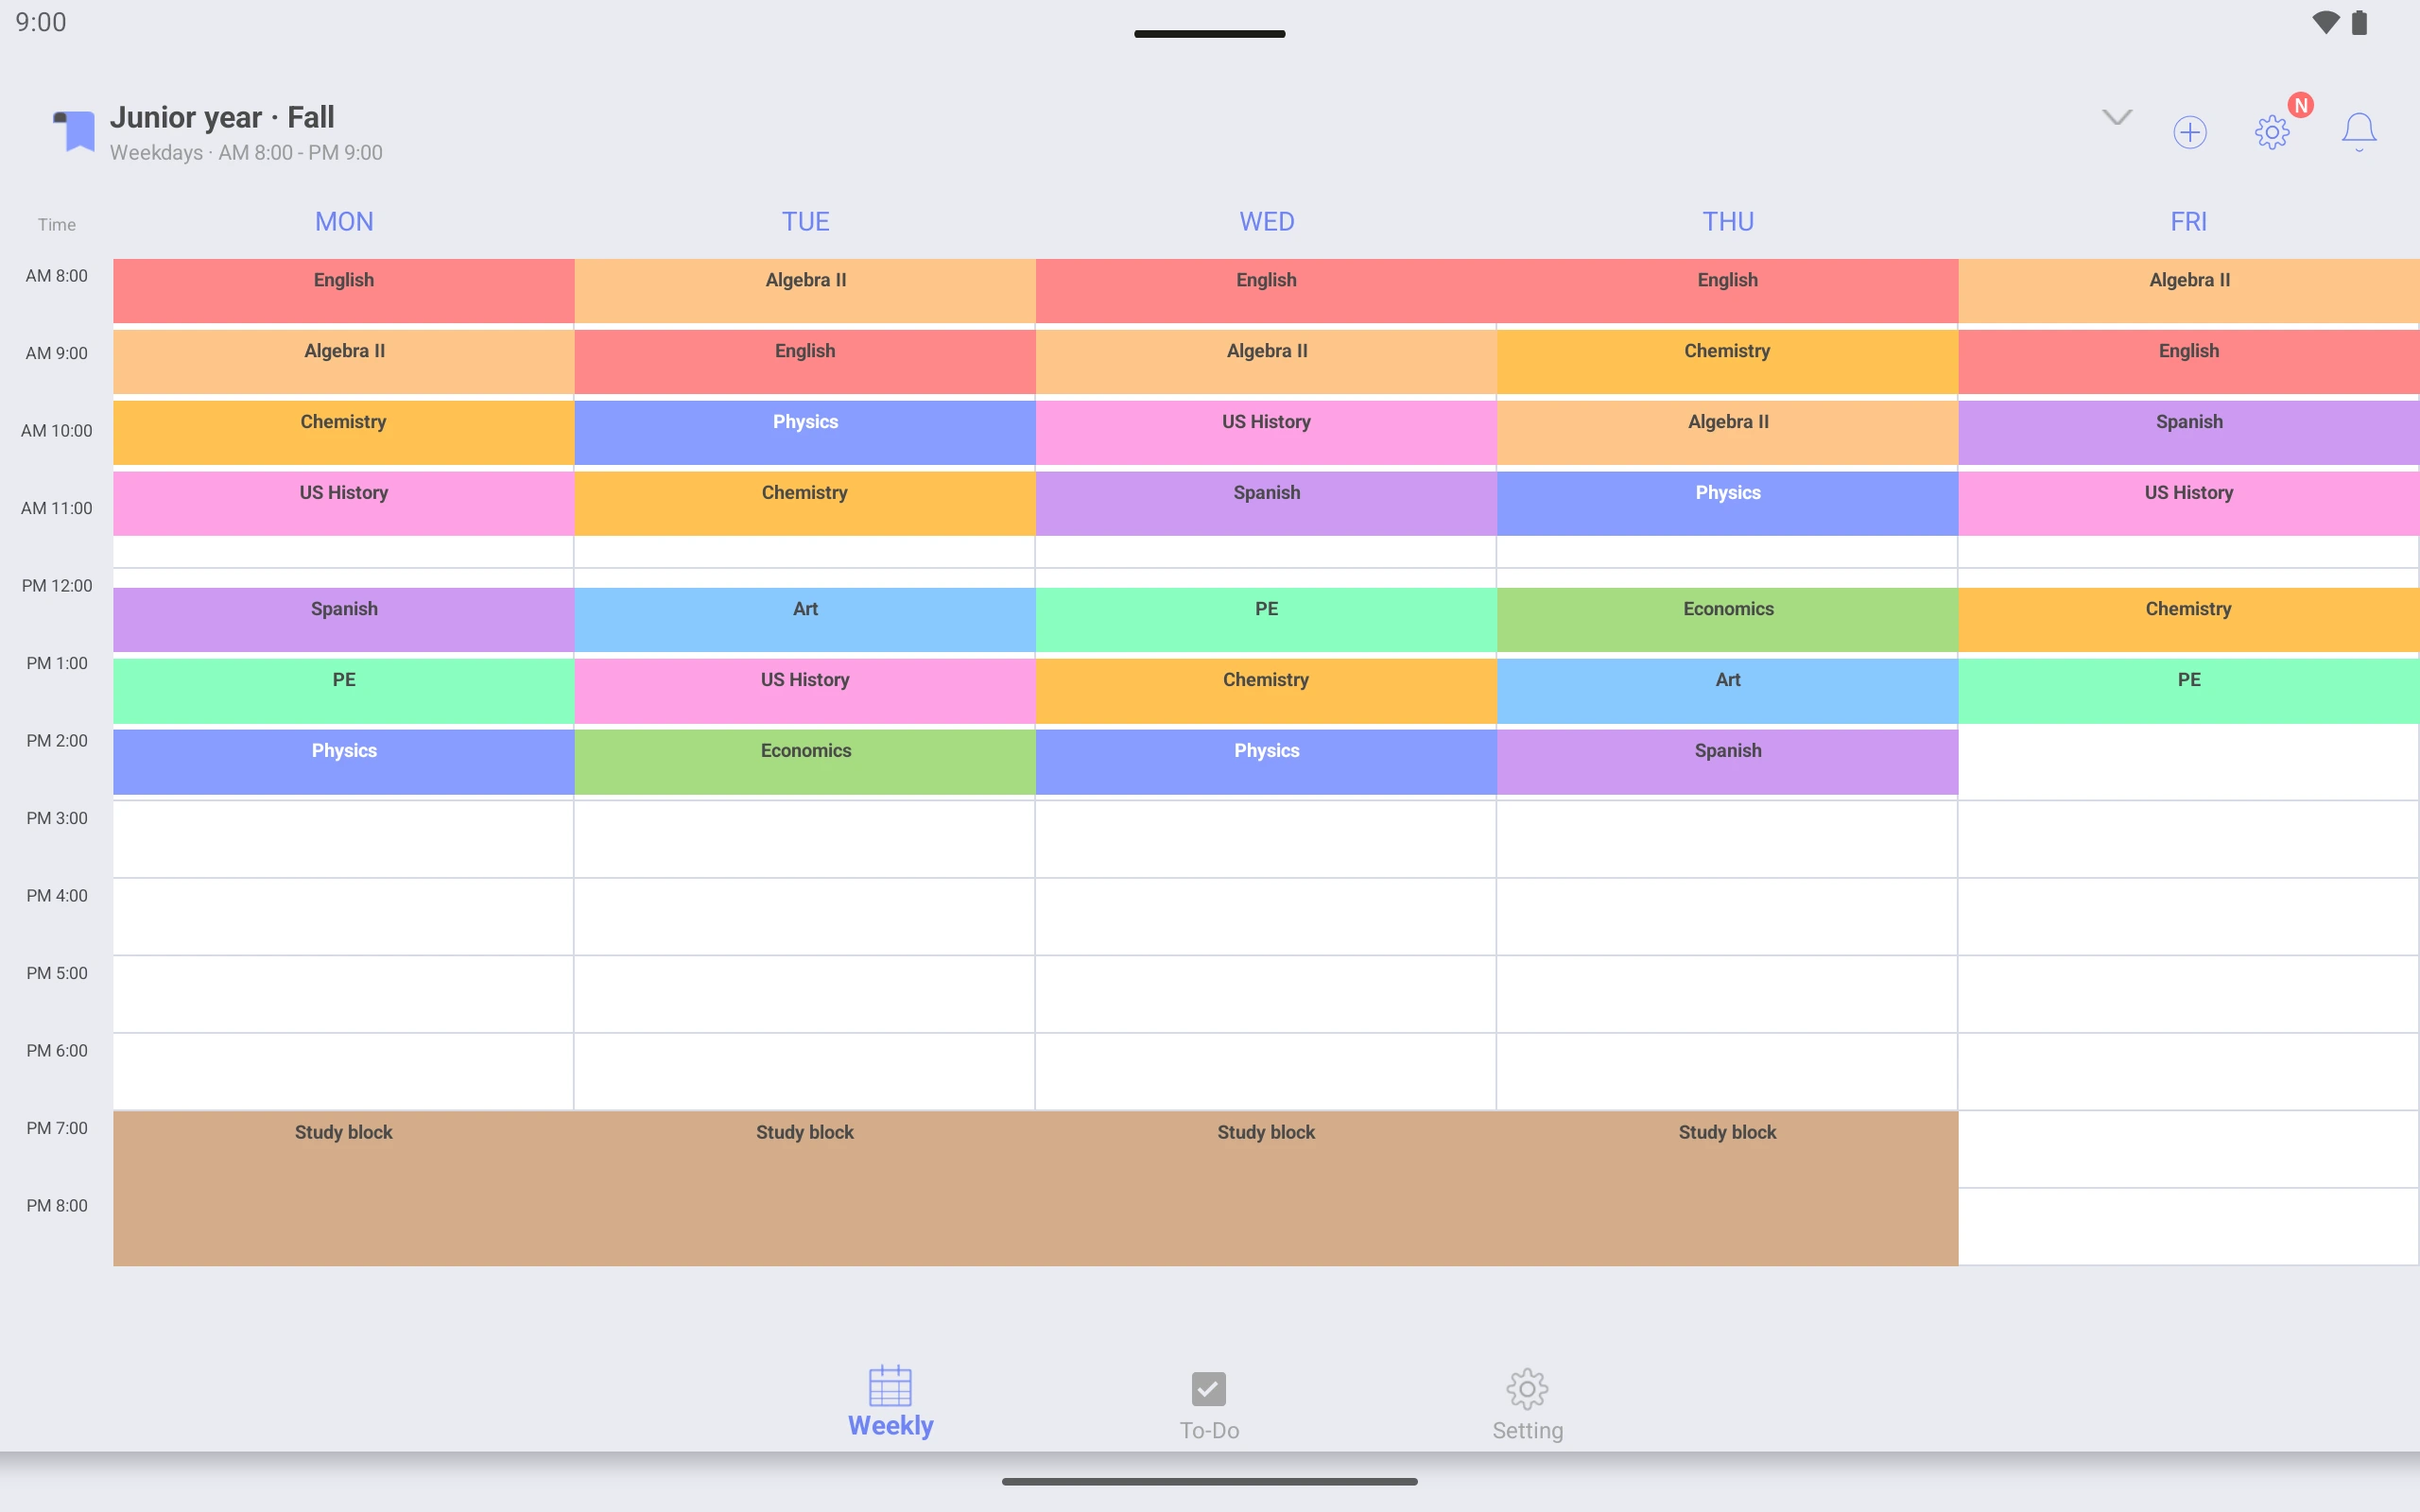 9:00
Junior year · Fall
Weekdays · AM 8:00 - PM 9:00
N
Time MON TUE WED THU FRI
AM 8:00 English Algebra II English English Algebra II
AM 9:00 Algebra II English Algebra II Chemistry English
AM 10:00 Chemistry Physics US History Algebra II Spanish
AM 11:00 US History Chemistry Spanish Physics US History
PM 12:00 Spanish Art PE Economics Chemistry
PM 1:00 PE US History Chemistry Art PE
PM 2:00 Physics Economics Physics Spanish
PM 3:00
PM 4:00
PM 5:00
PM 6:00
PM 7:00 Study block Study block Study block Study block
PM 8:00
Weekly To-Do Setting